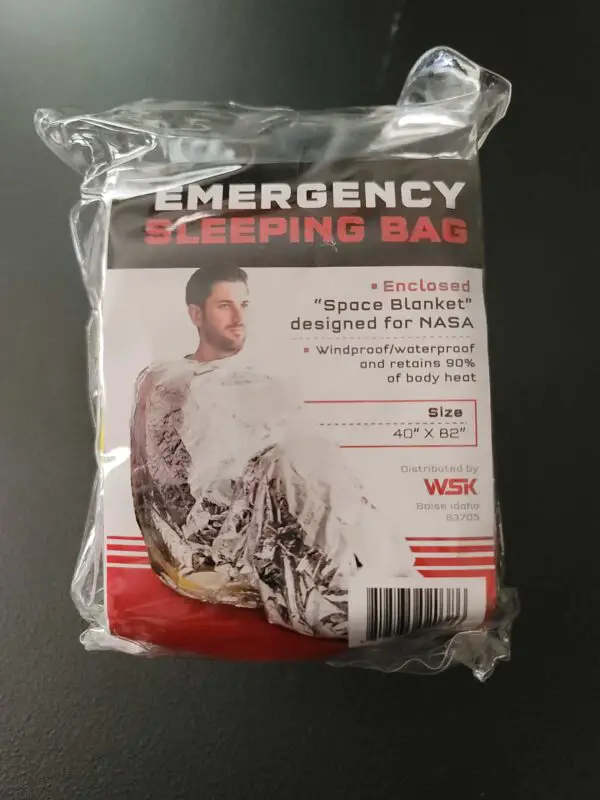 EMERGENCY
SLEEPING BAG
▪ Enclosed
“Space Blanket”
designed for NASA
▪ Windproof/waterproof
and retains 90%
of body heat
Size
40” X 82”
Distributed by
WSK
Boise idaho
83705